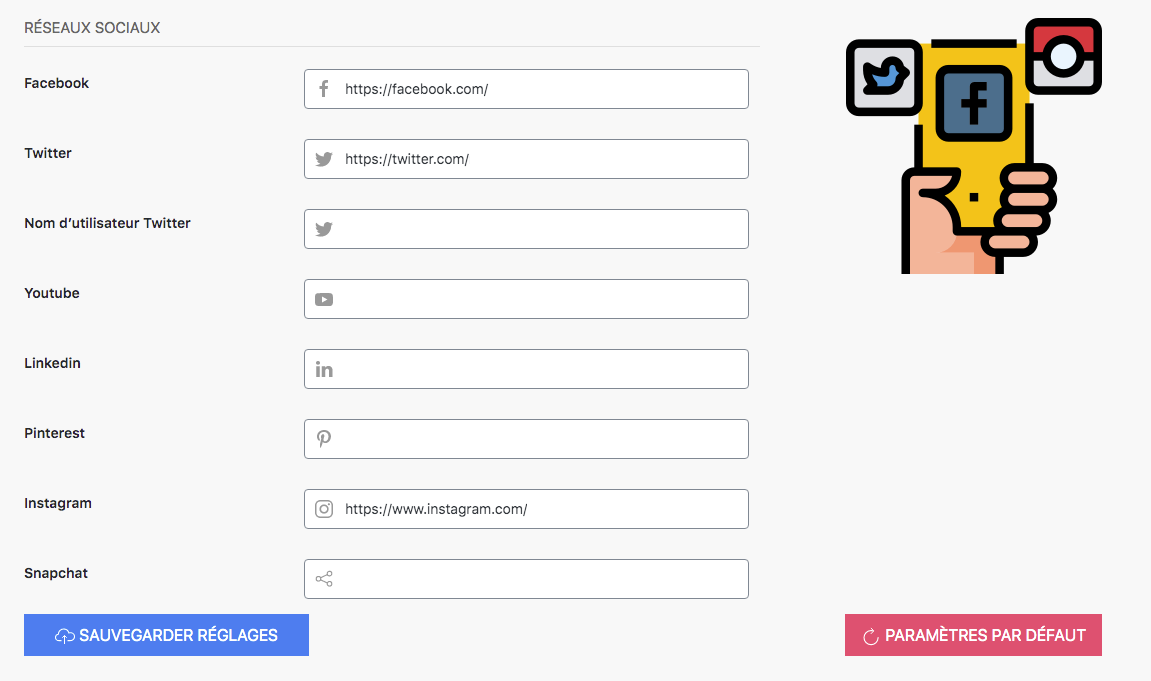 RÉSEAUX SOCIAUX
Facebook
https://facebook.com/
Twitter
https://twitter.com/
Nom d’utilisateur Twitter
Youtube
Linkedin
Pinterest
Instagram
https://www.instagram.com/
Snapchat
SAUVEGARDER RÉGLAGES
PARAMÈTRES PAR DÉFAUT